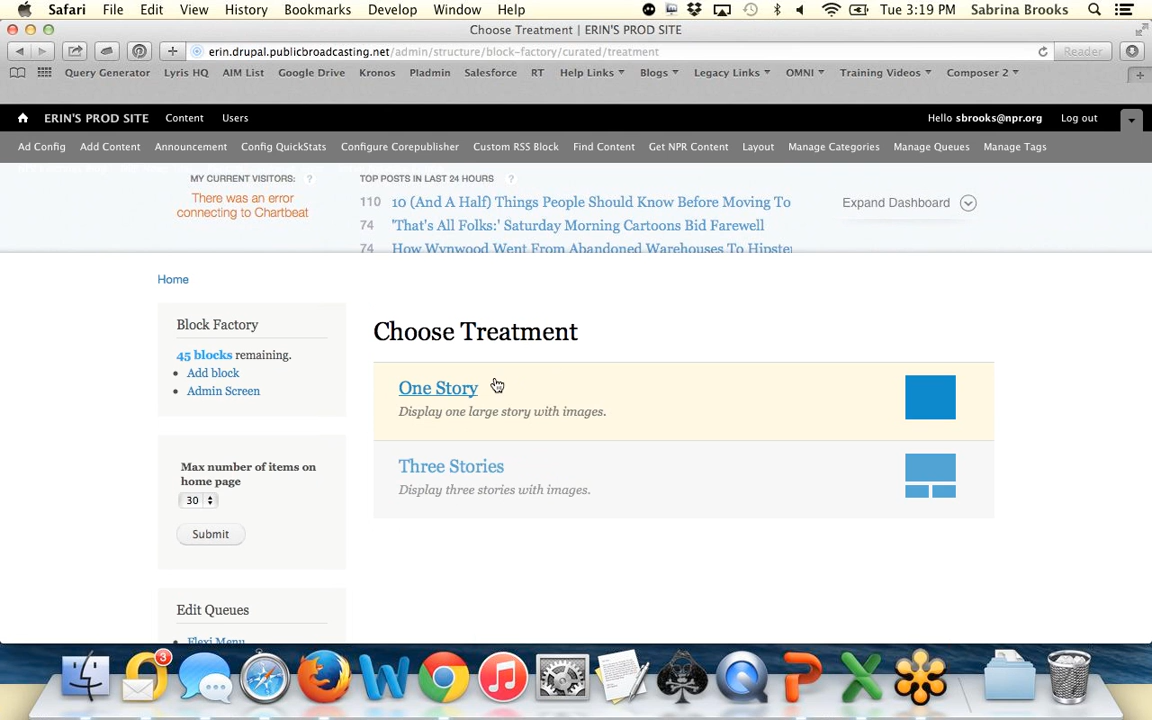 Safari File Edit View History Bookmarks Develop Window Help Tue 3:19 PM Sabrina Brooks
Choose Treatment | ERIN'S PROD SITE
erin.drupal.publicbroadcasting.net/admin/structure/block-factory/curated/treatment Reader
Query Generator Lyris HQ AIM List Google Drive Kronos Pladmin Salesforce RT Help Links Blogs Legacy Links OMNI Training Videos Composer 2
ERIN'S PROD SITE Content Users Hello sbrooks@npr.org Log out
Ad Config Add Content Announcement Config QuickStats Configure Corepublisher Custom RSS Block Find Content Get NPR Content Layout Manage Categories Manage Queues Manage Tags
MY CURRENT VISITORS: ? TOP POSTS IN LAST 24 HOURS ?
There was an error
connecting to Chartbeat
110 10 (And A Half) Things People Should Know Before Moving To
74 'That's All Folks:' Saturday Morning Cartoons Bid Farewell
74 How Wynwood Went From Abandoned Warehouses To Hipster
Expand Dashboard
Home
Block Factory
45 blocks remaining.
Add block
Admin Screen
Max number of items on
home page
30
Submit
Edit Queues
Flexi Menu
Choose Treatment
One Story
Display one large story with images.
Three Stories
Display three stories with images.
3